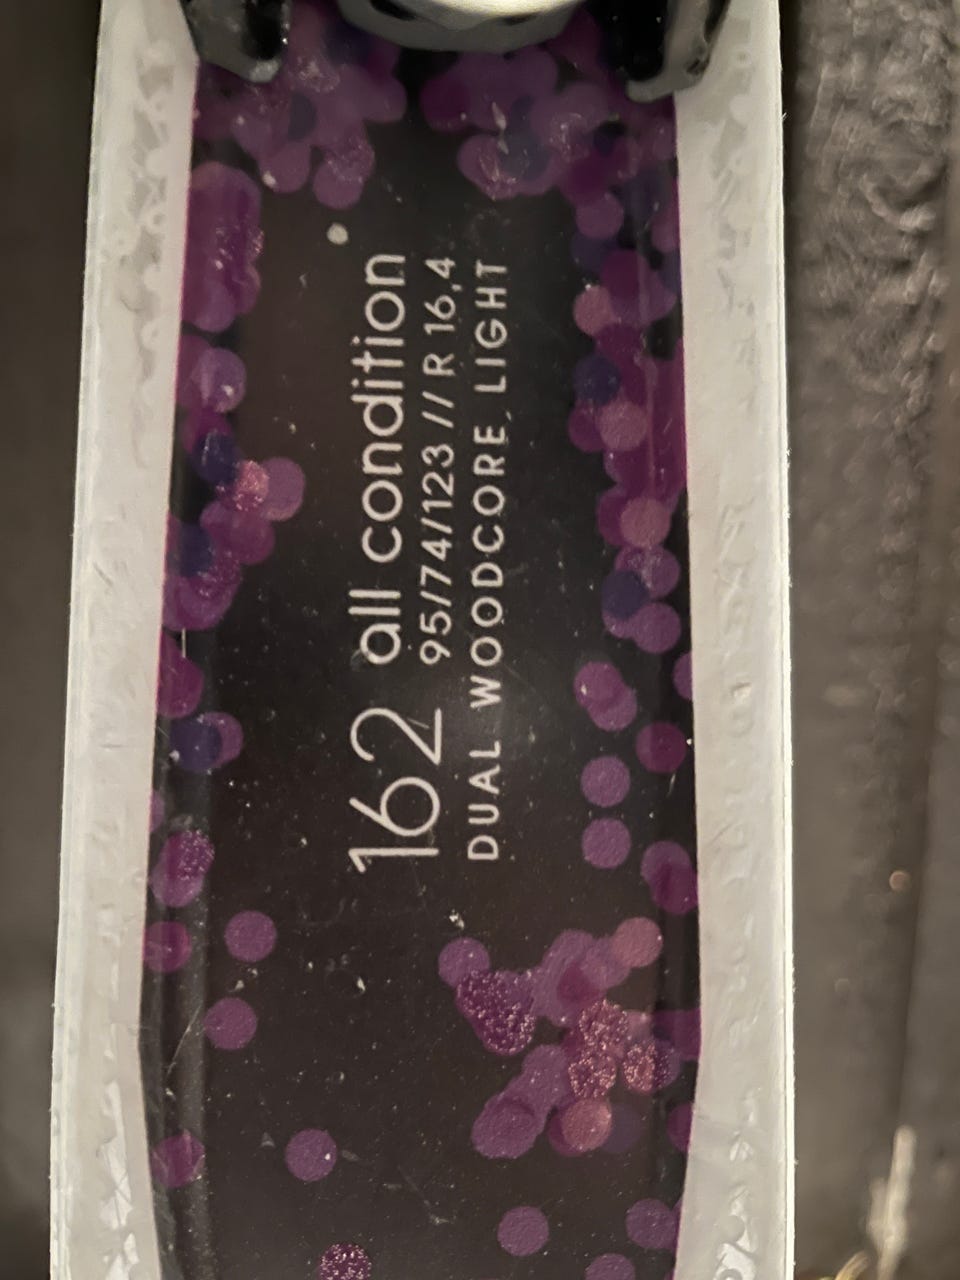 162 all condition
95/74/123 // R 16,4
DUAL WOODCORE LIGHT